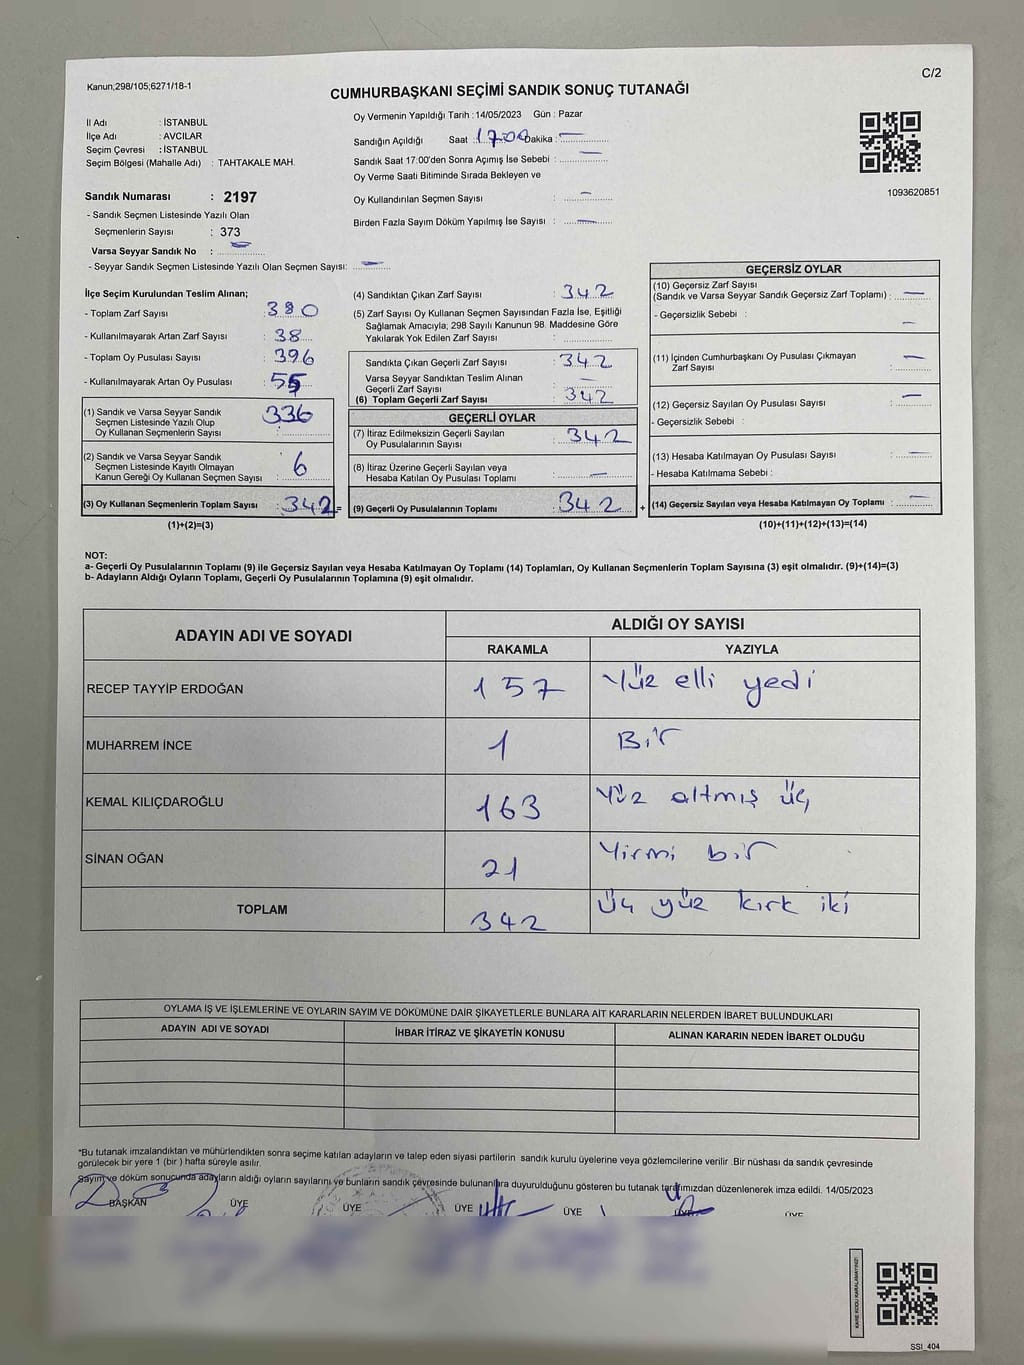 Kanun;298/105;6271/18-1
C/2
CUMHURBAŞKANI SEÇİMİ SANDIK SONUÇ TUTANAĞI
İl Adı : İSTANBUL
İlçe Adı : AVCILAR
Seçim Çevresi : İSTANBUL
Seçim Bölgesi (Mahalle Adı) : TAHTAKALE MAH.
Sandık Numarası : 2197
- Sandık Seçmen Listesinde Yazılı Olan
Seçmenlerin Sayısı : 373
Varsa Seyyar Sandık No : —
- Seyyar Sandık Seçmen Listesinde Yazılı Olan Seçmen Sayısı: —
Oy Vermenin Yapıldığı Tarih : 14/05/2023 Gün : Pazar
Sandığın Açıldığı Saat : 17.00 Dakika : —
Sandık Saat 17:00'den Sonra Açımış İse Sebebi : —
Oy Verme Saati Bitiminde Sırada Bekleyen ve
Oy Kullandırılan Seçmen Sayısı : —
Birden Fazla Sayım Döküm Yapılmış İse Sayısı : —
1093620851
İlçe Seçim Kurulundan Teslim Alınan;
- Toplam Zarf Sayısı : 380
- Kullanılmayarak Artan Zarf Sayısı : 38
- Toplam Oy Pusulası Sayısı : 396
- Kullanılmayarak Artan Oy Pusulası :
(1) Sandık ve Varsa Seyyar Sandık
Seçmen Listesinde Yazılı Olup
Oy Kullanan Seçmenlerin Sayısı : 336
(2) Sandık ve Varsa Seyyar Sandık
Seçmen Listesinde Kayıtlı Olmayan
Kanun Gereği Oy Kullanan Seçmen Sayısı : 6
(3) Oy Kullanan Seçmenlerin Toplam Sayısı : 342 =
(1)+(2)=(3)
(4) Sandıktan Çıkan Zarf Sayısı : 342
(5) Zarf Sayısı Oy Kullanan Seçmen Sayısından Fazla İse, Eşitliği
Sağlamak Amacıyla; 298 Sayılı Kanunun 98. Maddesine Göre
Yakılarak Yok Edilen Zarf Sayısı :
Sandıkta Çıkan Geçerli Zarf Sayısı : 342
Varsa Seyyar Sandıktan Teslim Alınan
Geçerli Zarf Sayısı : —
(6) Toplam Geçerli Zarf Sayısı : 342
GEÇERLİ OYLAR
(7) İtiraz Edilmeksizin Geçerli Sayılan
Oy Pusulalarının Sayısı : 342
(8) İtiraz Üzerine Geçerli Sayılan veya
Hesaba Katılan Oy Pusulası Toplamı : —
(9) Geçerli Oy Pusulalarının Toplamı : 342 +
GEÇERSİZ OYLAR
(10) Geçersiz Zarf Sayısı
(Sandık ve Varsa Seyyar Sandık Geçersiz Zarf Toplamı) : —
- Geçersizlik Sebebi : —
(11) İçinden Cumhurbaşkanı Oy Pusulası Çıkmayan
Zarf Sayısı : —
(12) Geçersiz Sayılan Oy Pusulası Sayısı : —
- Geçersizlik Sebebi :
(13) Hesaba Katılmayan Oy Pusulası Sayısı : —
- Hesaba Katılmama Sebebi :
(14) Geçersiz Sayılan veya Hesaba Katılmayan Oy Toplamı : —
(10)+(11)+(12)+(13)=(14)
NOT:
a- Geçerli Oy Pusulalarının Toplamı (9) ile Geçersiz Sayılan veya Hesaba Katılmayan Oy Toplamı (14) Toplamları, Oy Kullanan Seçmenlerin Toplam Sayısına (3) eşit olmalıdır. (9)+(14)=(3)
b- Adayların Aldığı Oyların Toplamı, Geçerli Oy Pusulalarının Toplamına (9) eşit olmalıdır.
ADAYIN ADI VE SOYADI
ALDIĞI OY SAYISI
RAKAMLA YAZIYLA
RECEP TAYYİP ERDOĞAN 157 Yüz elli yedi
MUHARREM İNCE 1 Bir
KEMAL KILIÇDAROĞLU 163 Yüz altmış üç
SİNAN OĞAN 21 Yirmi bir
TOPLAM 342 Üç yüz kırk iki
OYLAMA İŞ VE İŞLEMLERİNE VE OYLARIN SAYIM VE DÖKÜMÜNE DAİR ŞİKAYETLERLE BUNLARA AİT KARARLARIN NELERDEN İBARET BULUNDUKLARI
ADAYIN ADI VE SOYADI İHBAR İTİRAZ VE ŞİKAYETİN KONUSU ALINAN KARARIN NEDEN İBARET OLDUĞU
*Bu tutanak imzalandıktan ve mühürlendikten sonra seçime katılan adayların ve talep eden siyasi partilerin sandık kurulu üyelerine veya gözlemcilerine verilir .Bir nüshası da sandık çevresinde
görülecek bir yere 1 (bir ) hafta süreyle asılır.
Sayım ve döküm sonucunda adayların aldığı oyların sayılarını ve bunların sandık çevresinde bulunanlara duyurulduğunu gösteren bu tutanak tarafımızdan düzenlenerek imza edildi. 14/05/2023
BAŞKAN ÜYE ÜYE ÜYE ÜYE ÜYE ÜYE
KARE KODU KARALAMAYINIZ!
SSI_404